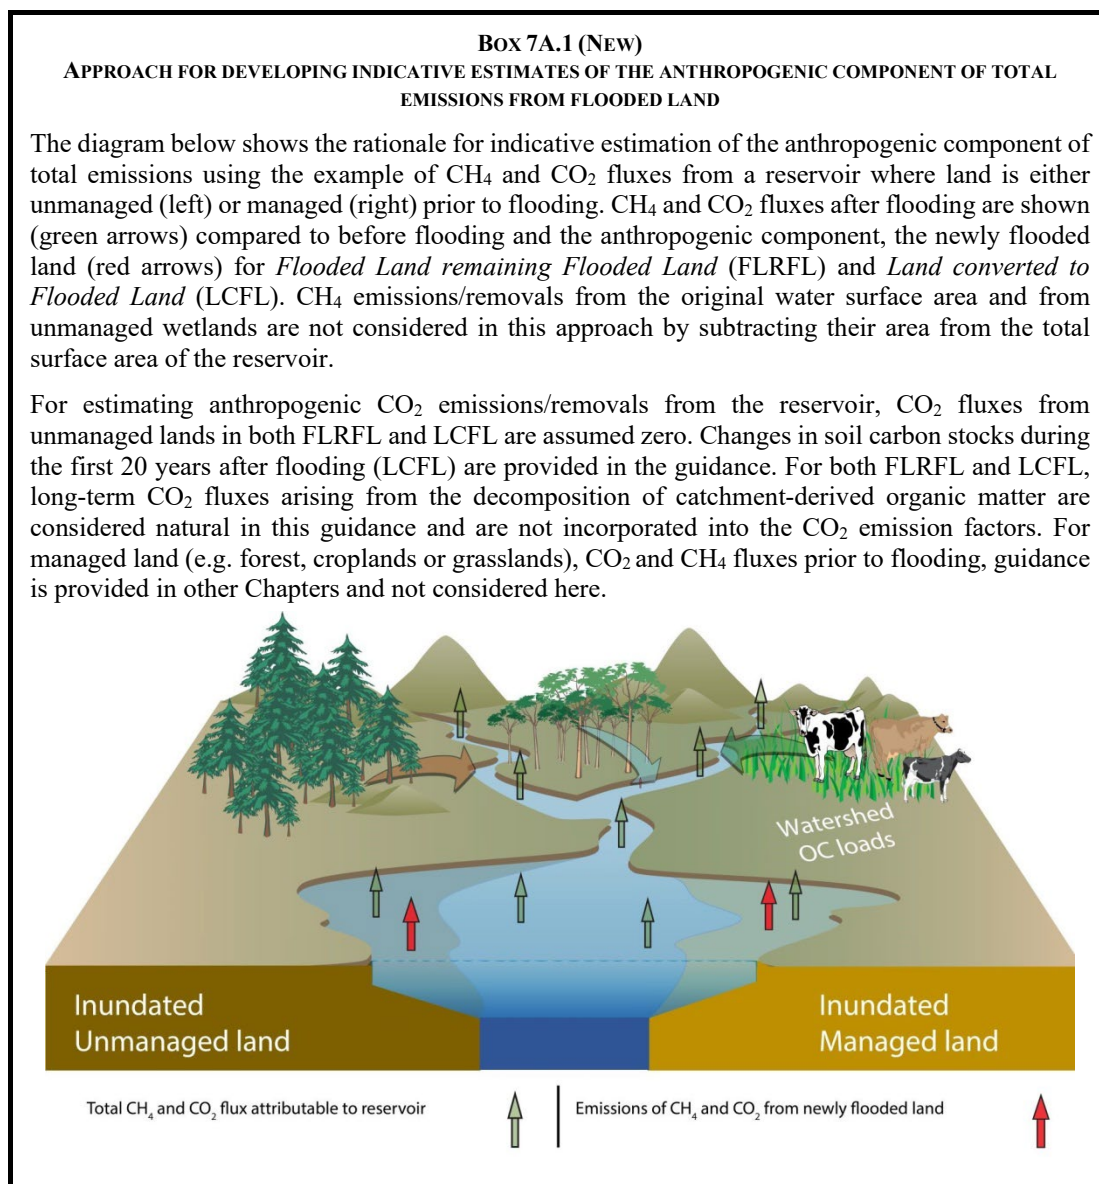 BOX 7A.1 (NEW)
APPROACH FOR DEVELOPING INDICATIVE ESTIMATES OF THE ANTHROPOGENIC COMPONENT OF TOTAL
EMISSIONS FROM FLOODED LAND
The diagram below shows the rationale for indicative estimation of the anthropogenic component of
total emissions using the example of CH₄ and CO₂ fluxes from a reservoir where land is either
unmanaged (left) or managed (right) prior to flooding. CH₄ and CO₂ fluxes after flooding are shown
(green arrows) compared to before flooding and the anthropogenic component, the newly flooded
land (red arrows) for Flooded Land remaining Flooded Land (FLRFL) and Land converted to
Flooded Land (LCFL). CH₄ emissions/removals from the original water surface area and from
unmanaged wetlands are not considered in this approach by subtracting their area from the total
surface area of the reservoir.
For estimating anthropogenic CO₂ emissions/removals from the reservoir, CO₂ fluxes from
unmanaged lands in both FLRFL and LCFL are assumed zero. Changes in soil carbon stocks during
the first 20 years after flooding (LCFL) are provided in the guidance. For both FLRFL and LCFL,
long-term CO₂ fluxes arising from the decomposition of catchment-derived organic matter are
considered natural in this guidance and are not incorporated into the CO₂ emission factors. For
managed land (e.g. forest, croplands or grasslands), CO₂ and CH₄ fluxes prior to flooding, guidance
is provided in other Chapters and not considered here.
Watershed
OC loads
Inundated
Unmanaged land
Inundated
Managed land
Total CH₄ and CO₂ flux attributable to reservoir
Emissions of CH₄ and CO₂ from newly flooded land